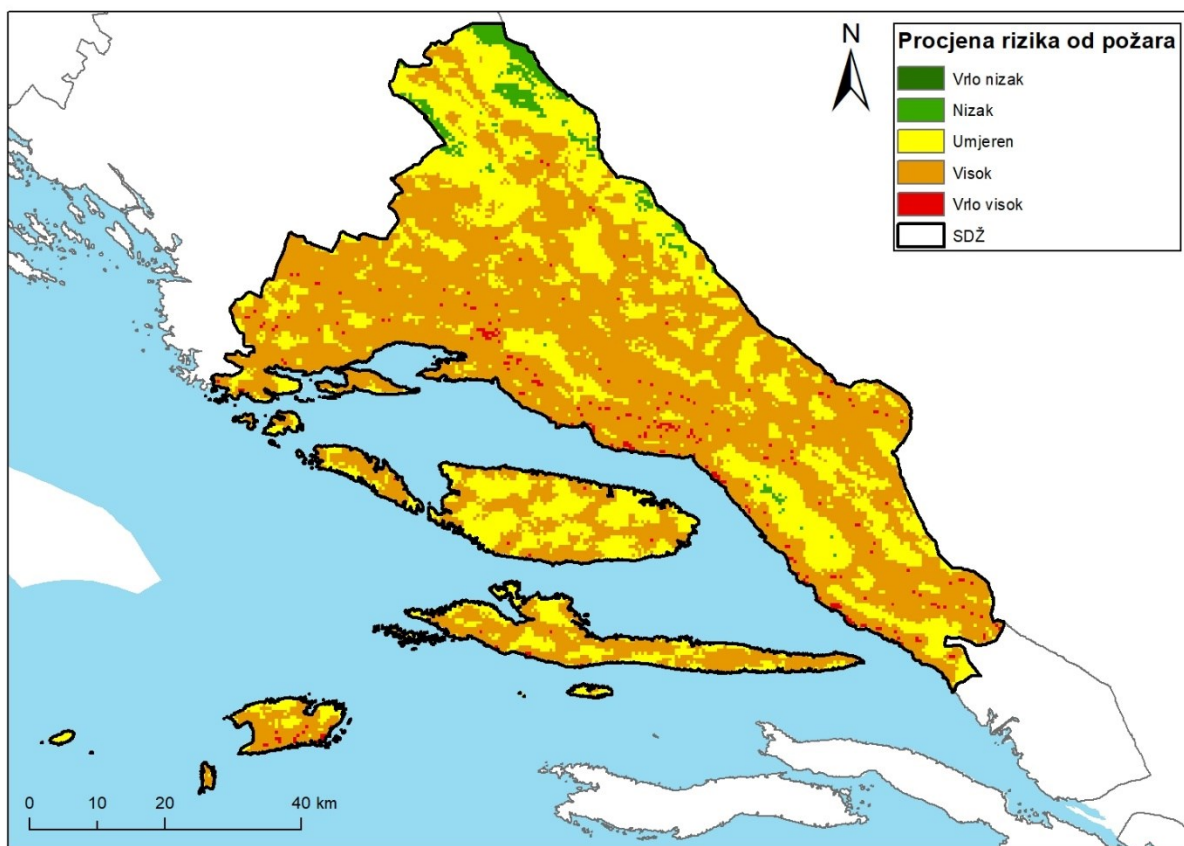 N
Procjena rizika od požara
Vrlo nizak
Nizak
Umjeren
Visok
Vrlo visok
SDŽ
0 10 20 40 km